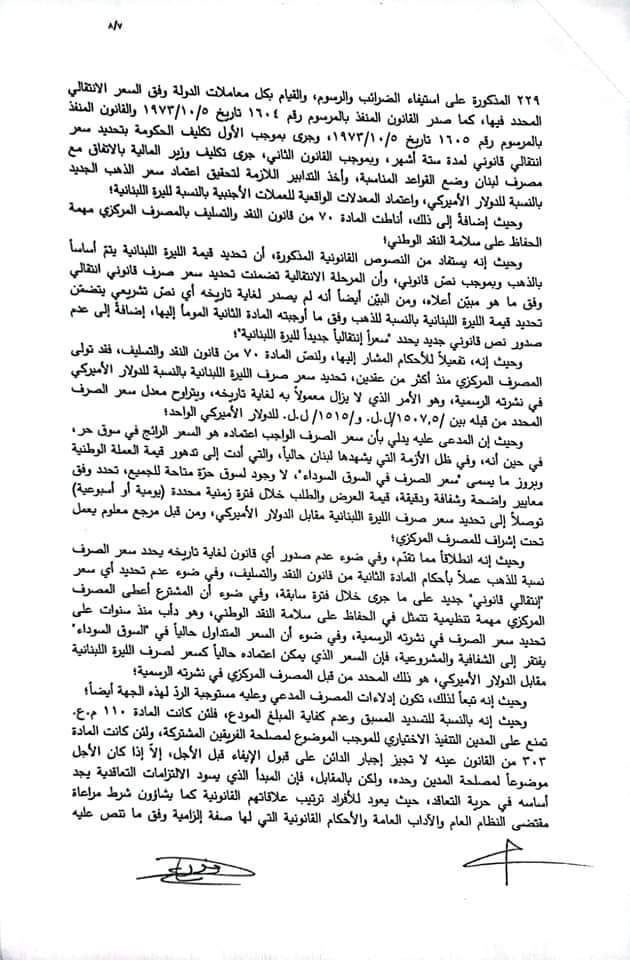 ٨/٧
٢٢٩ المذكورة على استيفاء الضرائب والرسوم، والقيام بكل معاملات الدولة وفق السعر الانتقالي
المحدد فيها، كما صدر القانون المنفذ بالمرسوم رقم ١٦٠٤ تاريخ ١٩٧٣/١٠/٥ والقانون المنفذ
بالمرسوم رقم ١٦٠٥ تاريخ ١٩٧٣/١٠/٥، وجرى بموجب الأول تكليف الحكومة بتحديد سعر
انتقالي قانوني لمدة ستة أشهر، وبموجب القانون الثاني، جرى تكليف وزير المالية بالاتفاق مع
مصرف لبنان وضع القواعد المناسبة، وأخذ التدابير اللازمة لتحقيق اعتماد سعر الذهب الجديد
بالنسبة للدولار الأميركي، واعتماد المعدلات الواقعية للعملات الأجنبية بالنسبة لليرة اللبنانية؛
وحيث إضافةً إلى ذلك، أناطت المادة ٧٠ من قانون النقد والتسليف بالمصرف المركزي مهمة
الحفاظ على سلامة النقد الوطني؛
وحيث إنه يستفاد من النصوص القانونية المذكورة، أن تحديد قيمة الليرة اللبنانية يتمّ أساساً
بالذهب وبموجب نصّ قانوني، وأن المرحلة الانتقالية تضمنت تحديد سعر صرف قانوني انتقالي
وفق ما هو مبيّن أعلاه، ومن البيّن أيضاً أنه لم يصدر لغاية تاريخه أي نصّ تشريعي يتضمّن
تحديد قيمة الليرة اللبنانية بالنسبة للذهب وفق ما أوجبته المادة الثانية المومأ إليها، إضافةً إلى عدم
صدور نص قانوني جديد يحدد "سعراً إنتقالياً جديداً لليرة اللبنانية"؛
وحيث إنه، تفعيلاً للأحكام المشار إليها، ولنصّ المادة ٧٠ من قانون النقد والتسليف، فقد تولى
المصرف المركزي منذ أكثر من عقدين، تحديد سعر صرف الليرة اللبنانية بالنسبة للدولار الأميركي
في نشرته الرسمية، وهو الأمر الذي لا يزال معمولاً به لغاية تاريخه، ويتراوح معدل سعر الصرف
المحدد من قبله بين /١٥٠٧,٥/ل.ل. و/١٥١٥/ ل.ل. للدولار الأميركي الواحد؛
وحيث إن المدعى عليه يدلي بأن سعر الصرف الواجب اعتماده هو السعر الرائج في سوق حر،
في حين أنه، وفي ظل الأزمة التي يشهدها لبنان حالياً، والتي أدت إلى تدهور قيمة العملة الوطنية
وبروز ما يسمى "سعر الصرف في السوق السوداء"، لا وجود لسوق حرّة متاحة للجميع، تحدد وفق
معايير واضحة وشفافة ودقيقة، قيمة العرض والطلب خلال فترة زمنية محددة (يومية أو أسبوعية)
توصلاً إلى تحديد سعر صرف الليرة اللبنانية مقابل الدولار الأميركي، ومن قبل مرجع معلوم يعمل
تحت إشراف للمصرف المركزي؛
وحيث إنه انطلاقاً مما تقدّم، وفي ضوء عدم صدور أي قانون لغاية تاريخه يحدد سعر الصرف
نسبة للذهب عملاً بأحكام المادة الثانية من قانون النقد والتسليف، وفي ضوء عدم تحديد أي سعر
"إنتقالي قانوني" جديد على ما جرى خلال فترة سابقة، وفي ضوء أن المشترع أعطى المصرف
المركزي مهمة تنظيمية تتمثل في الحفاظ على سلامة النقد الوطني، وهو دأب منذ سنوات على
تحديد سعر الصرف في نشرته الرسمية، وفي ضوء أن السعر المتداول حالياً في "السوق السوداء"
يفتقر إلى الشفافية والمشروعية، فإن السعر الذي يمكن اعتماده حالياً كسعر لصرف الليرة اللبنانية
مقابل الدولار الأميركي، هو ذلك المحدد من قبل المصرف المركزي في نشرته الرسمية؛
وحيث إنه تبعاً لذلك، تكون إدلاءات المصرف المدعي وعليه مستوجبة الردّ لهذه الجهة أيضاً؛
وحيث إنه بالنسبة للتسديد المسبق وعدم كفاية المبلغ المودع، فلئن كانت المادة ١١٠ م.ع.
تمنع على المدين التنفيذ الاختياري للموجب الموضوع لمصلحة الفريقين المشتركة، ولئن كانت المادة
٣٠٣ من القانون عينه لا تجيز إجبار الدائن على قبول الإيفاء قبل الأجل، إلاّ إذا كان الأجل
موضوعاً لمصلحة المدين وحده، ولكن بالمقابل، فإن المبدأ الذي يسود الالتزامات التعاقدية يجد
أساسه في حرية التعاقد، حيث يعود للأفراد ترتيب علاقاتهم القانونية كما يشاؤون شرط مراعاة
مقتضى النظام العام والآداب العامة والأحكام القانونية التي لها صفة إلزامية وفق ما تنص عليه